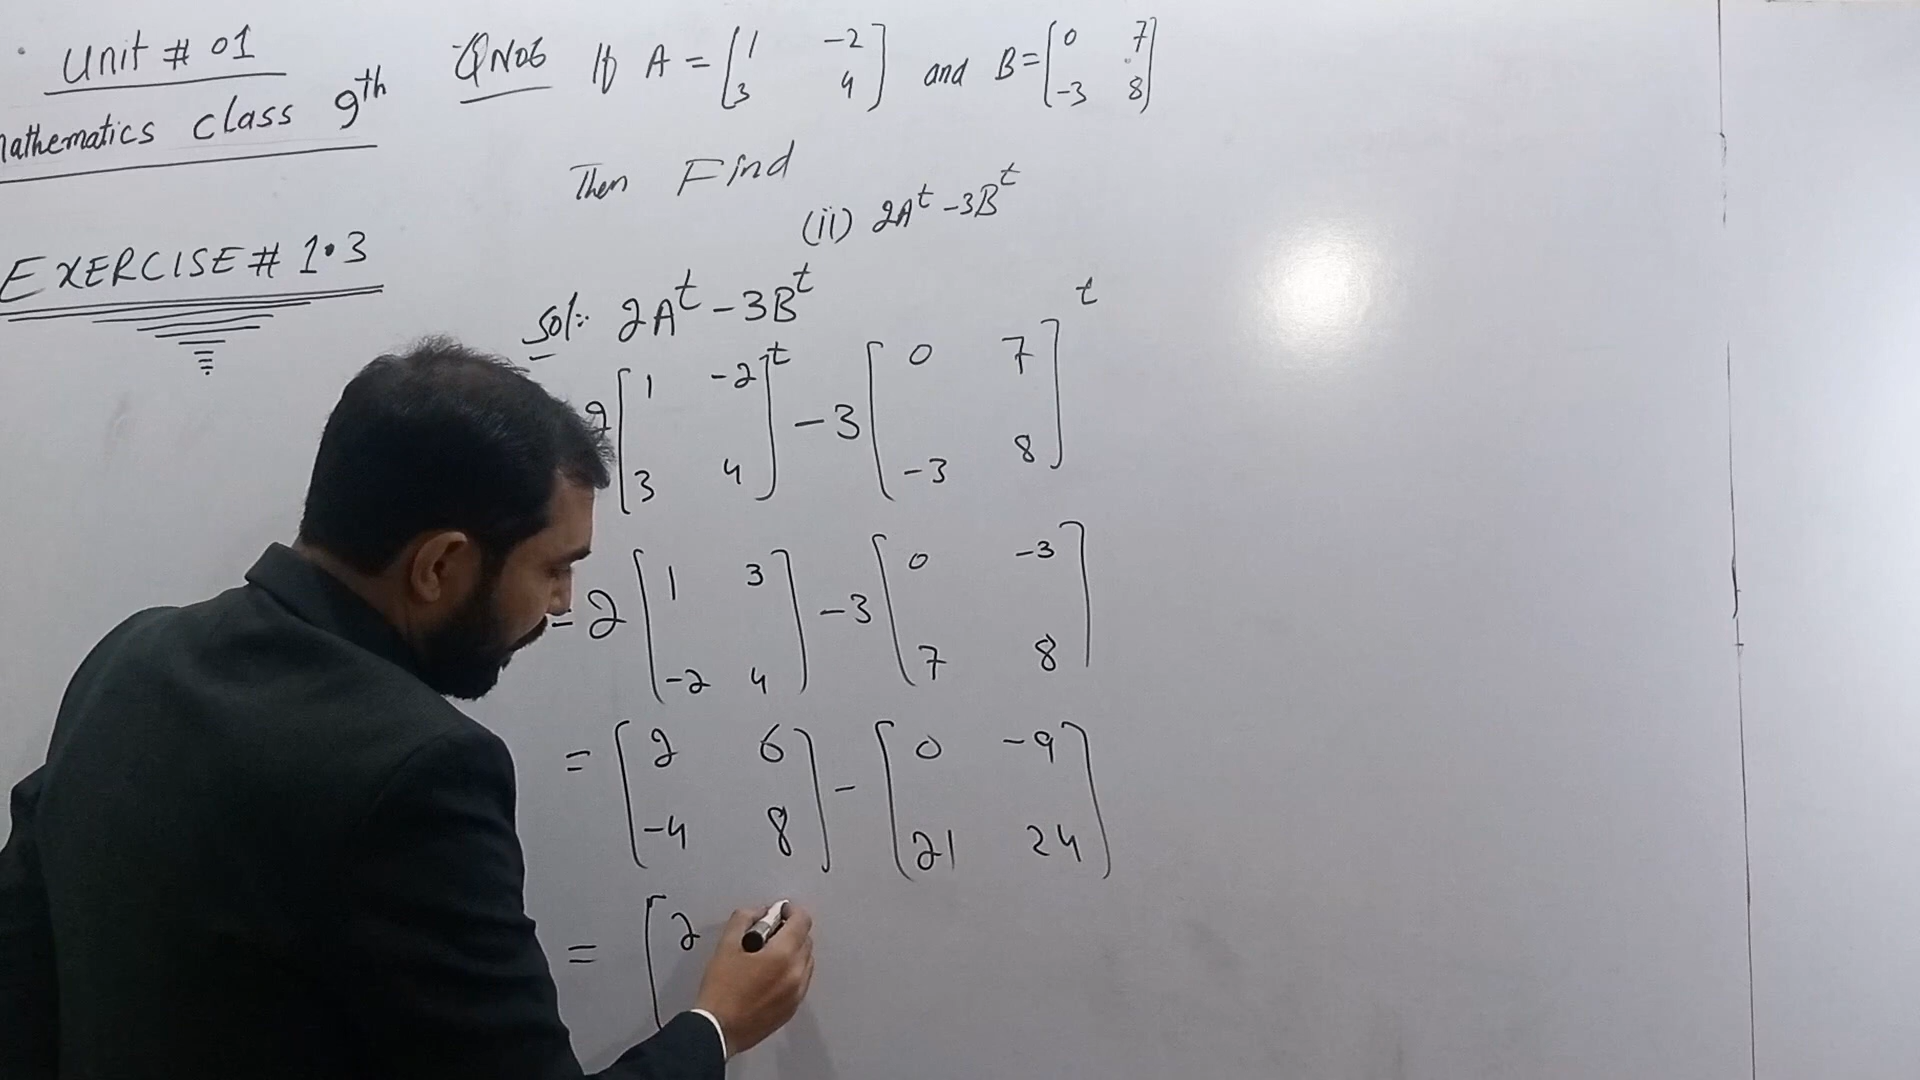 Unit # 01
Mathematics class 9th
EXERCISE # 1.3
Q No6 If A = [1 -2
3 4] and B = [0 7
-3 8]
Then Find
(ii) 2A^t - 3B^t
Sol:- 2A^t - 3B^t
2 [1 -2
3 4]^t - 3 [0 7
-3 8]^t
= 2 [1 3
-2 4] - 3 [0 -3
7 8]
= [2 6
-4 8] - [0 -9
21 24]
= [2